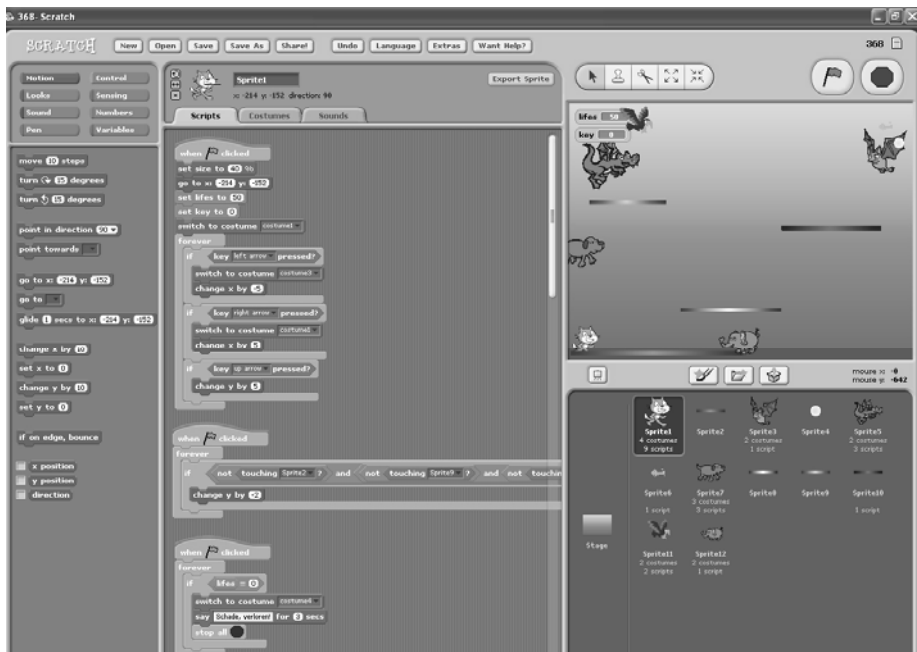 368- Scratch
SCRATCH New Open Save Save As Share! Undo Language Extras Want Help? 368
Motion Control
Looks Sensing
Sound Numbers
Pen Variables
move 10 steps
turn 15 degrees
turn 15 degrees
point in direction 90
point towards
go to x: -214 y: -152
go to
glide 1 secs to x: -214 y: -152
change x by 10
set x to 0
change y by 10
set y to 0
if on edge, bounce
x position
y position
direction
Sprite1
x: -214 y: -152 direction: 90
Export Sprite
Scripts Costumes Sounds
when clicked
set size to 40 %
go to x: -214 y: -152
set lifes to 50
set key to 0
switch to costume costume1
forever
if key left arrow pressed?
switch to costume costume3
change x by -5
if key right arrow pressed?
switch to costume
change x by 5
if key up arrow pressed?
change y by 5
when clicked
forever
if not touching Sprite2 ? and not touching Sprite9 ? and not touchin
change y by -2
when clicked
forever
if lifes = 0
switch to costume costume4
say Schade, verloren! for 3 secs
stop all
lifes 50
key 0
mouse x: -8
mouse y: -642
Stage
Sprite1
4 costumes
9 scripts
Sprite2
Sprite3
2 costumes
1 script
Sprite4
Sprite5
2 costumes
3 scripts
Sprite6
1 script
Sprite7
3 costumes
3 scripts
Sprite8
Sprite9
Sprite10
1 script
Sprite11
2 costumes
2 scripts
Sprite12
2 costumes
1 script